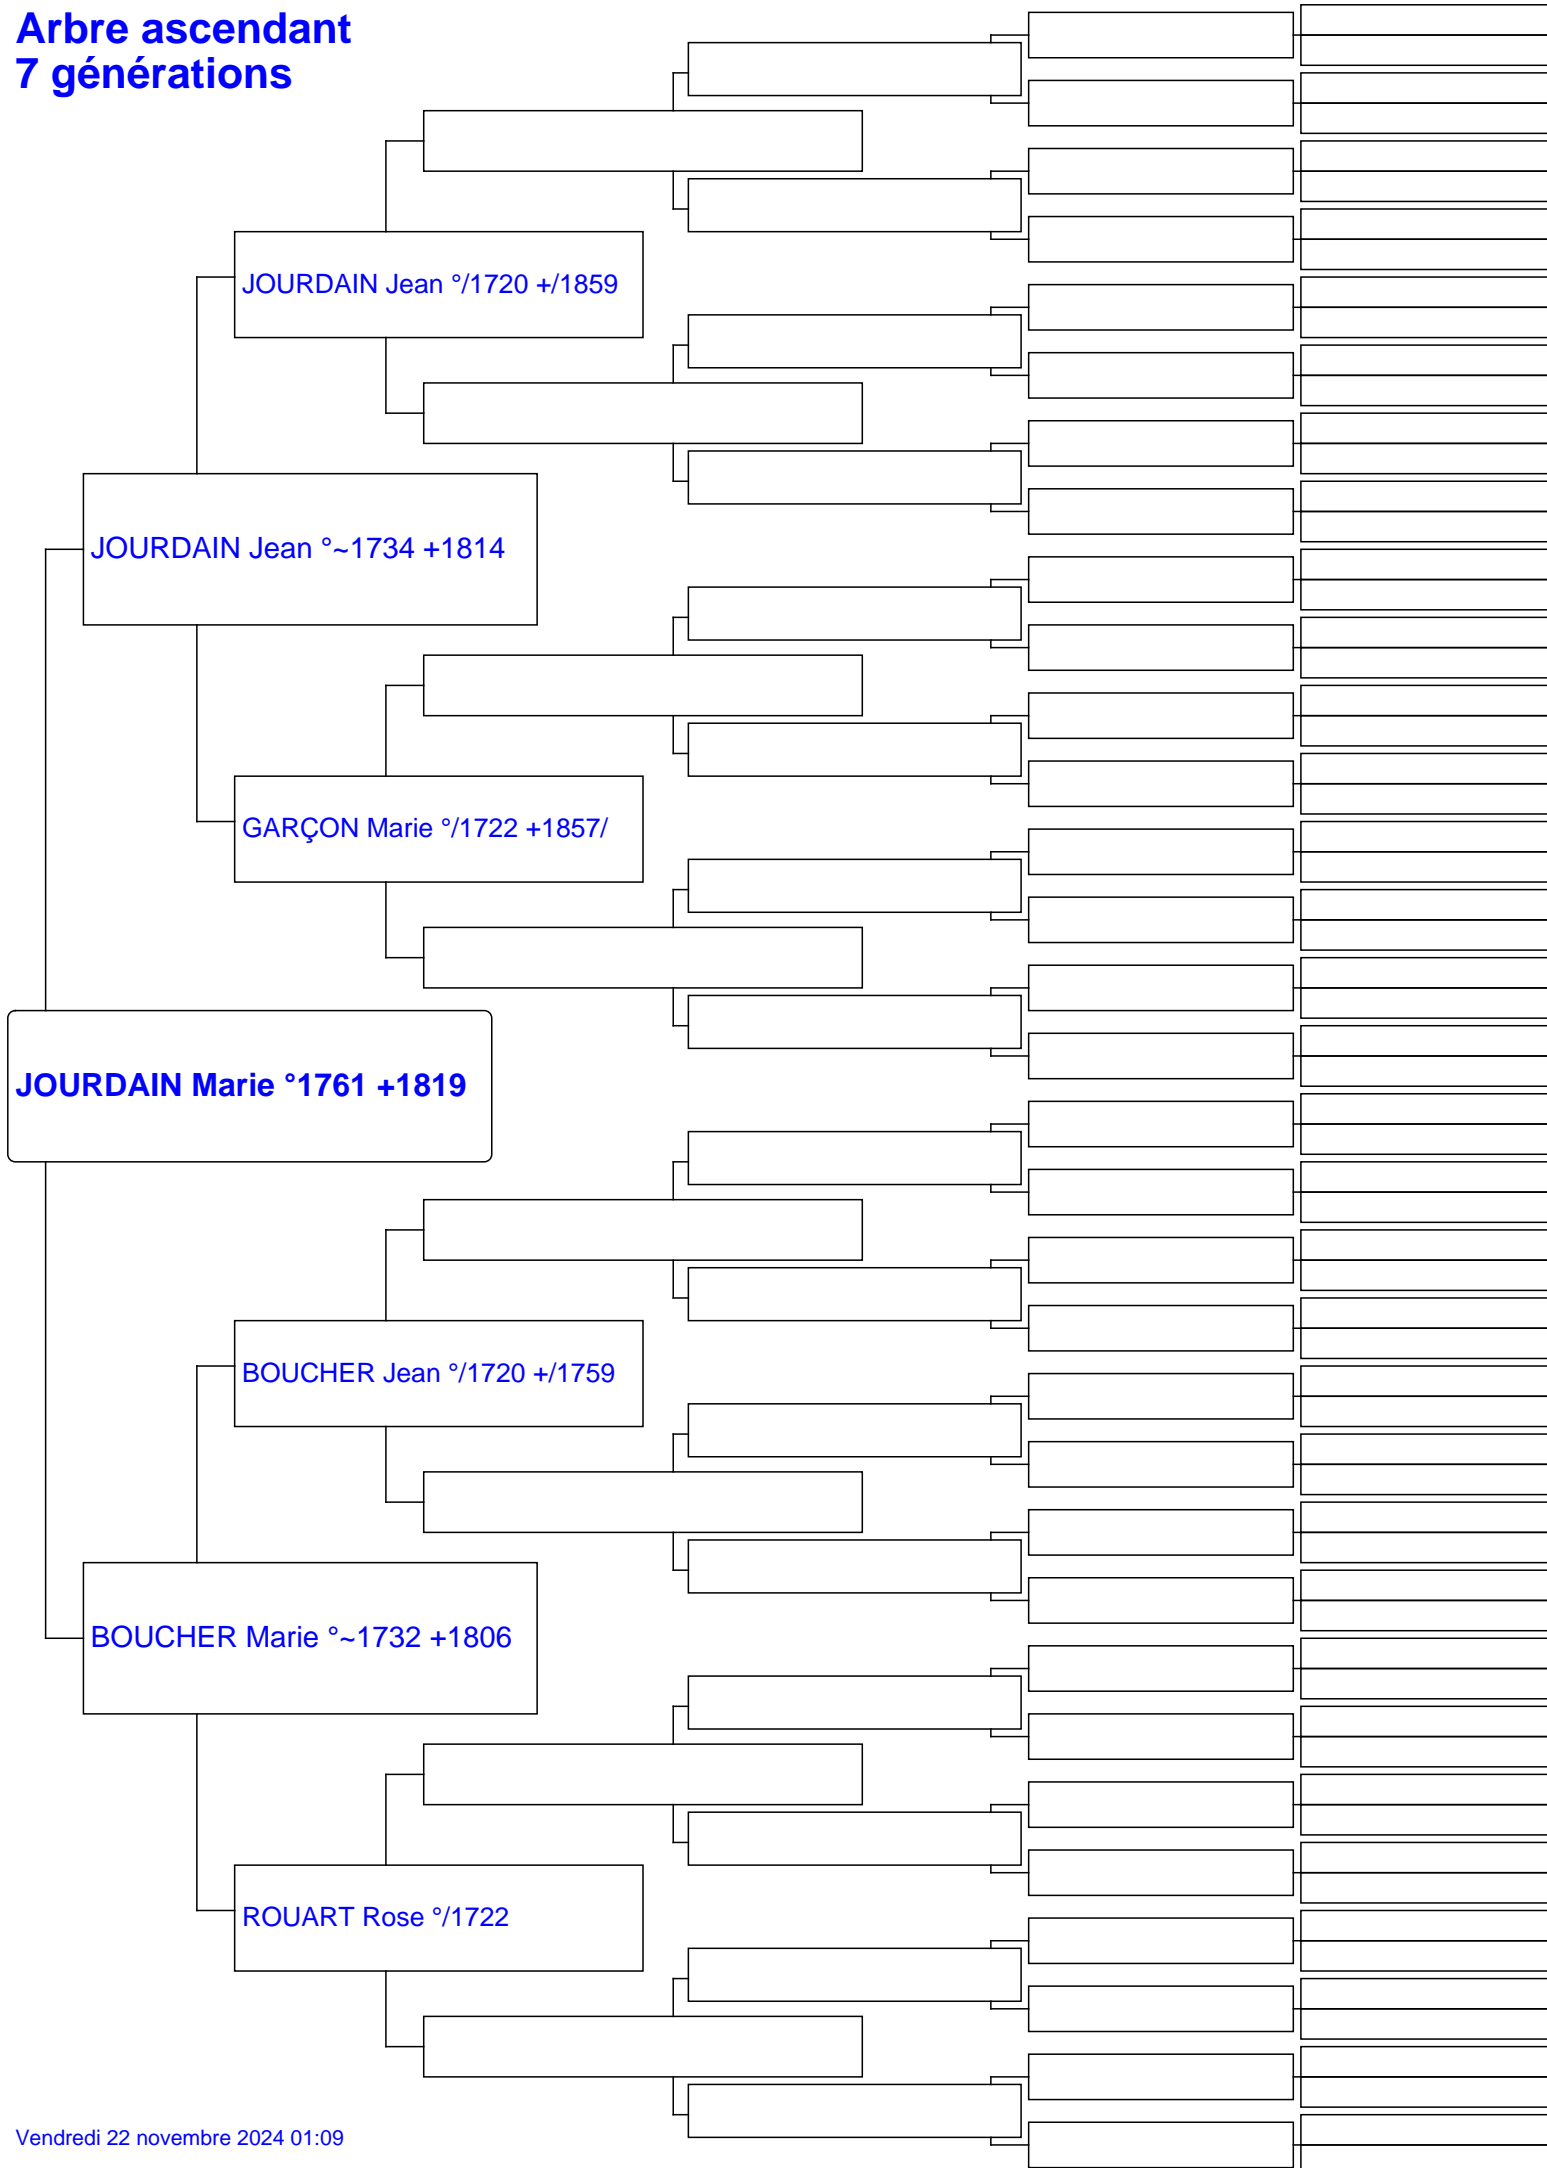 Arbre ascendant
7 générations
JOURDAIN Jean °/1720 +/1859
JOURDAIN Jean °~1734 +1814
GARÇON Marie °/1722 +1857/
JOURDAIN Marie °1761 +1819
BOUCHER Jean °/1720 +/1759
BOUCHER Marie °~1732 +1806
ROUART Rose °/1722
Vendredi 22 novembre 2024 01:09